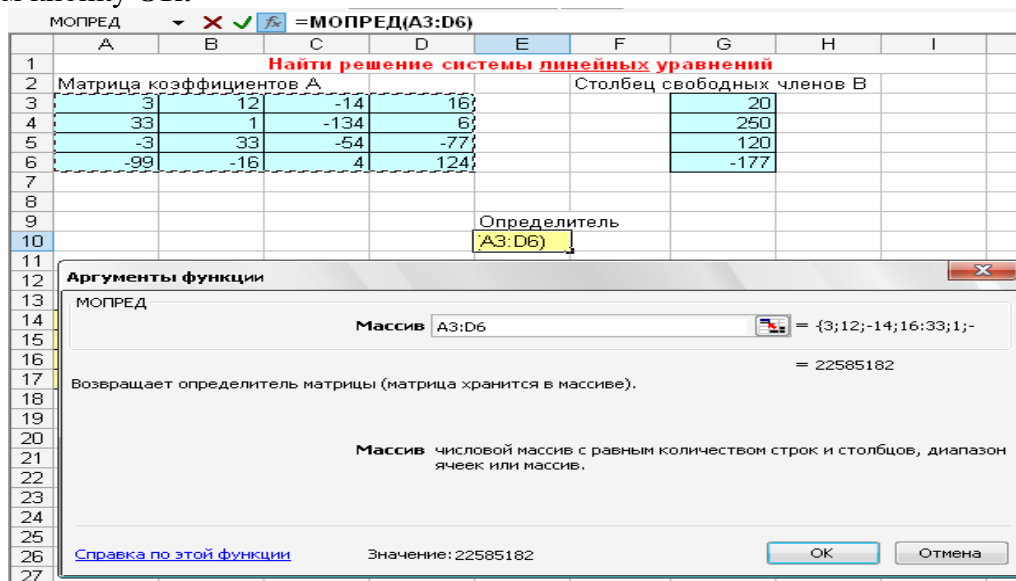 м кнопку ОК.
МОПРЕД =МОПРЕД(A3:D6)
A B C D E F G H I
1 Найти решение системы линейных уравнений
2 Матрица коэффициентов А Столбец свободных членов В
3 3 12 -14 16 20
4 33 1 -134 6 250
5 -3 33 -54 -77 120
6 -99 -16 4 124 -177
7
8
9 Определитель
10 A3:D6)
11
12 Аргументы функции
13 МОПРЕД
14 Массив A3:D6 = {3;12;-14;16:33;1;-
15
16 = 22585182
17 Возвращает определитель матрицы (матрица хранится в массиве).
18
19
20
21 Массив числовой массив с равным количеством строк и столбцов, диапазон
22 ячеек или массив.
23
24
25
26 Справка по этой функции Значение:22585182 ОК Отмена
27